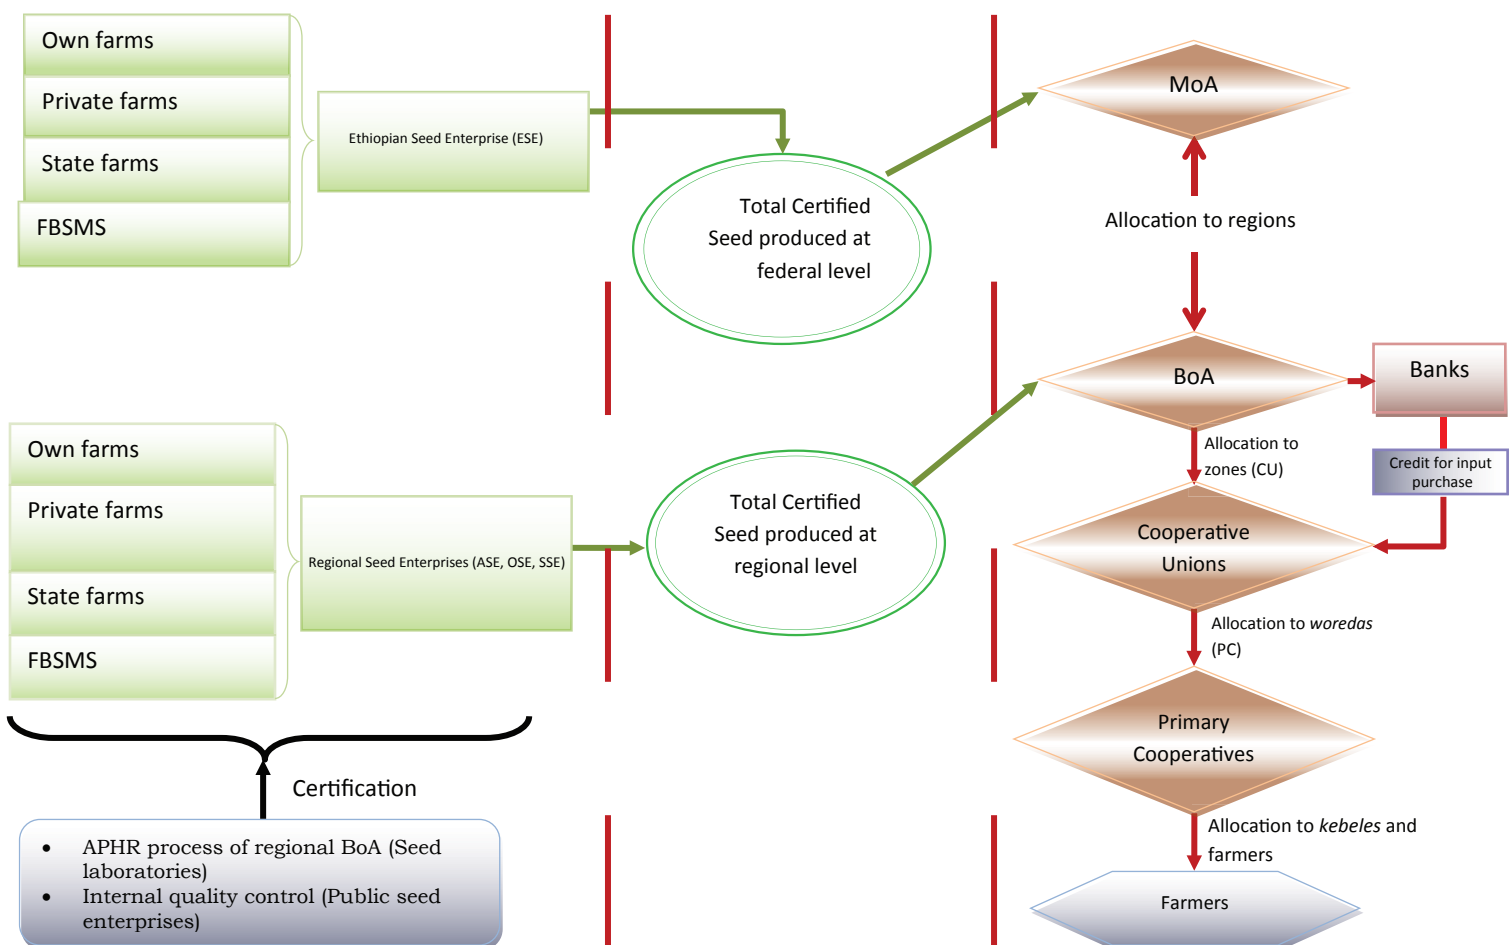 Own farms
Private farms
State farms
FBSMS
Ethiopian Seed Enterprise (ESE)
Total Certified
Seed produced at
federal level
MoA
Allocation to regions
BoA
Banks
Credit for input
purchase
Allocation to
zones (CU)
Own farms
Private farms
State farms
FBSMS
Regional Seed Enterprises (ASE, OSE, SSE)
Total Certified
Seed produced at
regional level
Cooperative
Unions
Allocation to woredas
(PC)
Primary
Cooperatives
Allocation to kebeles and
farmers
Farmers
Certification
• APHR process of regional BoA (Seed
laboratories)
• Internal quality control (Public seed
enterprises)